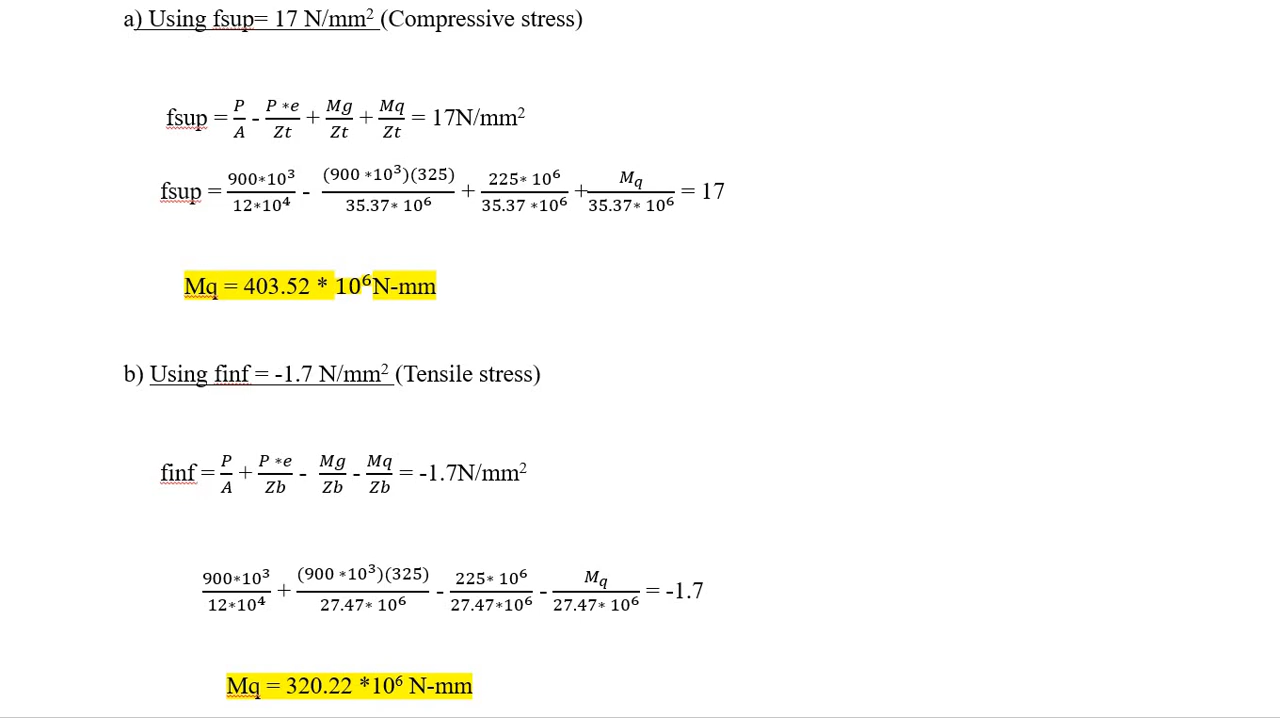 a) Using fsup= 17 N/mm² (Compressive stress)
fsup = P/A - P *e/Zt + Mg/Zt + Mq/Zt = 17N/mm²
fsup = 900*10³/12*10⁴ - (900 *10³)(325)/35.37* 10⁶ + 225* 10⁶/35.37 *10⁶ + Mq/35.37* 10⁶ = 17
Mq = 403.52 * 10⁶N-mm
b) Using finf = -1.7 N/mm² (Tensile stress)
finf = P/A + P *e/Zb - Mg/Zb - Mq/Zb = -1.7N/mm²
900*10³/12*10⁴ + (900 *10³)(325)/27.47* 10⁶ - 225* 10⁶/27.47*10⁶ - Mq/27.47* 10⁶ = -1.7
Mq = 320.22 *10⁶ N-mm